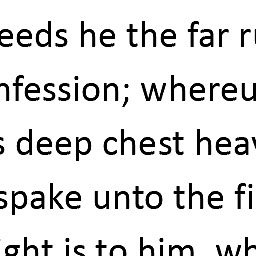 eeds he the far ru
nfession; whereu
s deep chest heav
spake unto the fi
ight is to him, wh